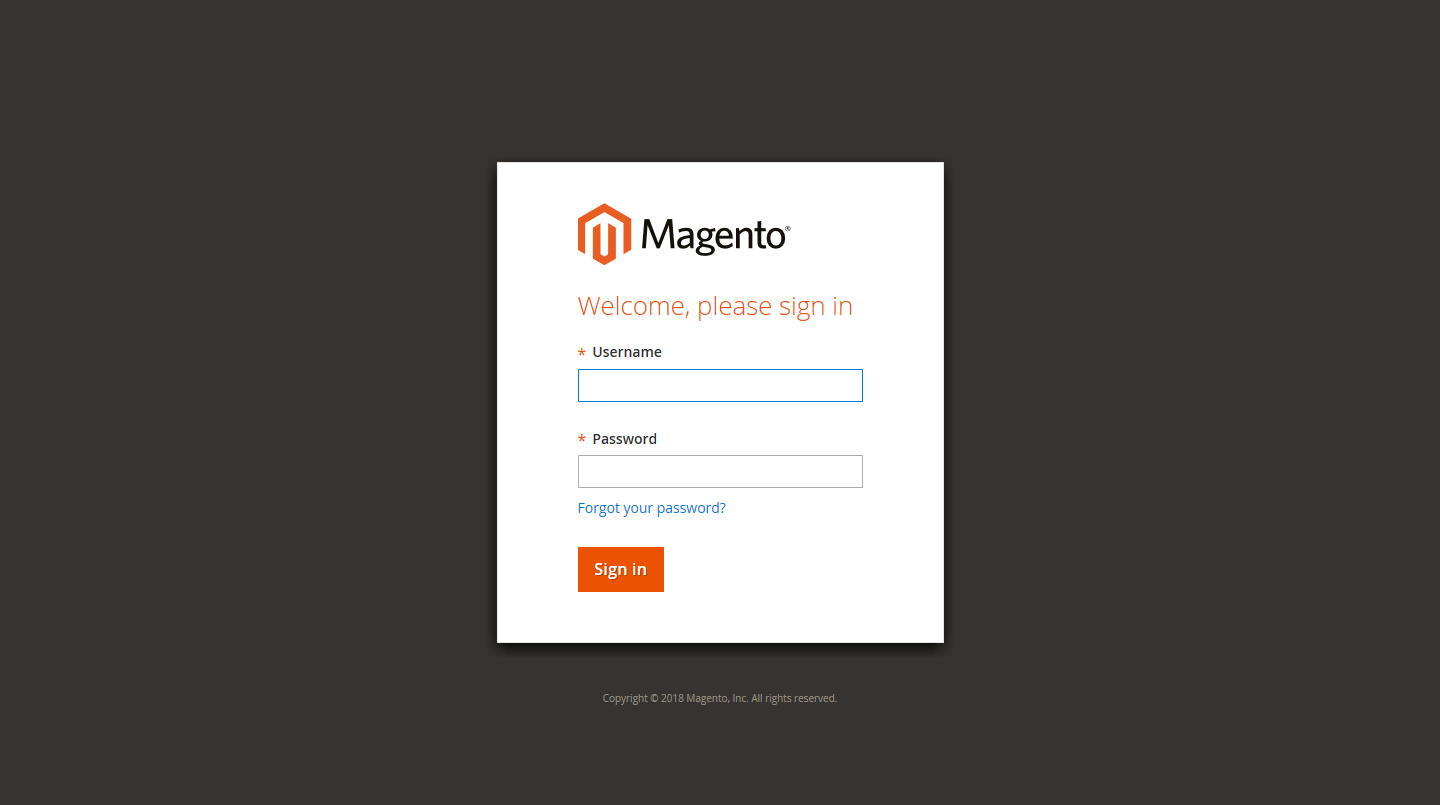 Magento®
Welcome, please sign in
* Username
* Password
Forgot your password?
Sign in
Copyright © 2018 Magento, Inc. All rights reserved.